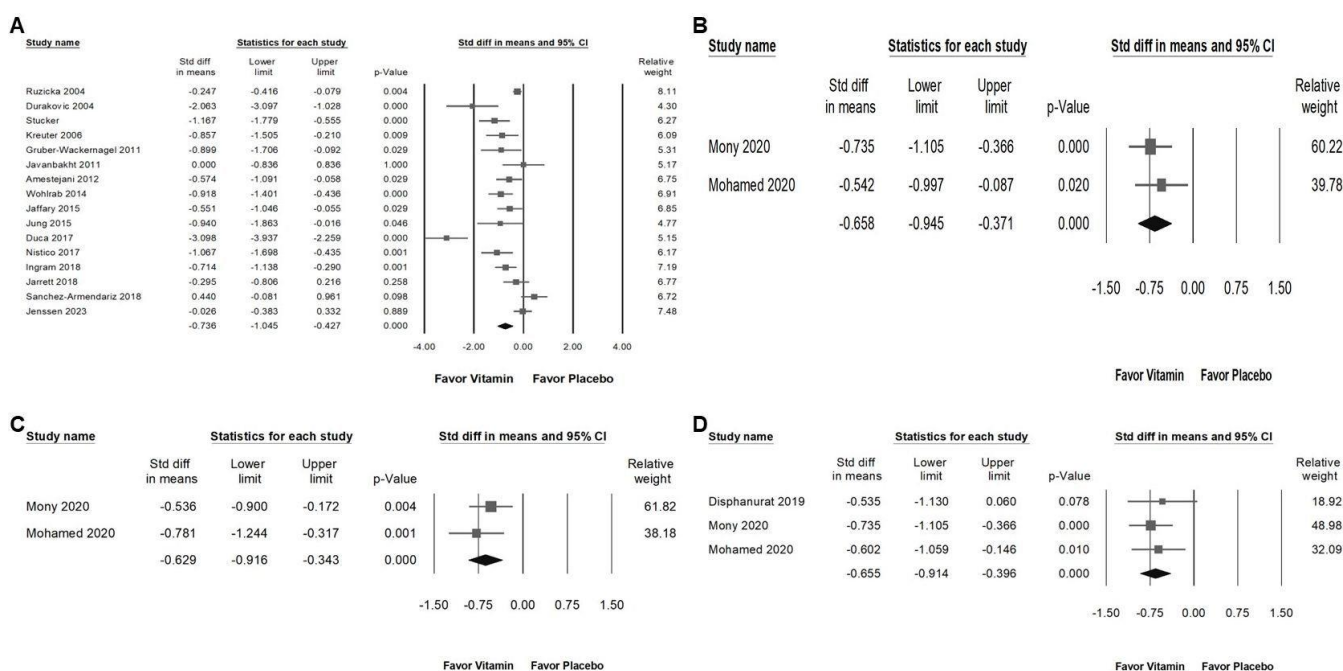 A
Study name Statistics for each study Std diff in means and 95% CI
Std diff Lower Upper Relative
in means limit limit p-Value weight
Ruzicka 2004 -0.247 -0.416 -0.079 0.004 8.11
Durakovic 2004 -2.063 -3.097 -1.028 0.000 4.30
Stucker -1.167 -1.779 -0.555 0.000 6.27
Kreuter 2006 -0.857 -1.505 -0.210 0.009 6.09
Gruber-Wackernagel 2011 -0.899 -1.706 -0.092 0.029 5.31
Javanbakht 2011 0.000 -0.836 0.836 1.000 5.17
Amestejani 2012 -0.574 -1.091 -0.058 0.029 6.75
Wohlrab 2014 -0.918 -1.401 -0.436 0.000 6.91
Jaffary 2015 -0.551 -1.046 -0.055 0.029 6.85
Jung 2015 -0.940 -1.863 -0.016 0.046 4.77
Duca 2017 -3.098 -3.937 -2.259 0.000 5.15
Nistico 2017 -1.067 -1.698 -0.435 0.001 6.17
Ingram 2018 -0.714 -1.138 -0.290 0.001 7.19
Jarrett 2018 -0.295 -0.806 0.216 0.258 6.77
Sanchez-Armendariz 2018 0.440 -0.081 0.961 0.098 6.72
Jenssen 2023 -0.026 -0.383 0.332 0.889 7.48
-0.736 -1.045 -0.427 0.000
-4.00 -2.00 0.00 2.00 4.00
Favor Vitamin Favor Placebo
B
Study name Statistics for each study Std diff in means and 95% CI
Std diff Lower Upper Relative
in means limit limit p-Value weight
Mony 2020 -0.735 -1.105 -0.366 0.000 60.22
Mohamed 2020 -0.542 -0.997 -0.087 0.020 39.78
-0.658 -0.945 -0.371 0.000
-1.50 -0.75 0.00 0.75 1.50
Favor Vitamin Favor Placebo
C
Study name Statistics for each study Std diff in means and 95% CI
Std diff Lower Upper Relative
in means limit limit p-Value weight
Mony 2020 -0.536 -0.900 -0.172 0.004 61.82
Mohamed 2020 -0.781 -1.244 -0.317 0.001 38.18
-0.629 -0.916 -0.343 0.000
-1.50 -0.75 0.00 0.75 1.50
Favor Vitamin Favor Placebo
D
Study name Statistics for each study Std diff in means and 95% CI
Std diff Lower Upper Relative
in means limit limit p-Value weight
Disphanurat 2019 -0.535 -1.130 0.060 0.078 18.92
Mony 2020 -0.735 -1.105 -0.366 0.000 48.98
Mohamed 2020 -0.602 -1.059 -0.146 0.010 32.09
-0.655 -0.914 -0.396 0.000
-1.50 -0.75 0.00 0.75 1.50
Favor Vitamin Favor Placebo